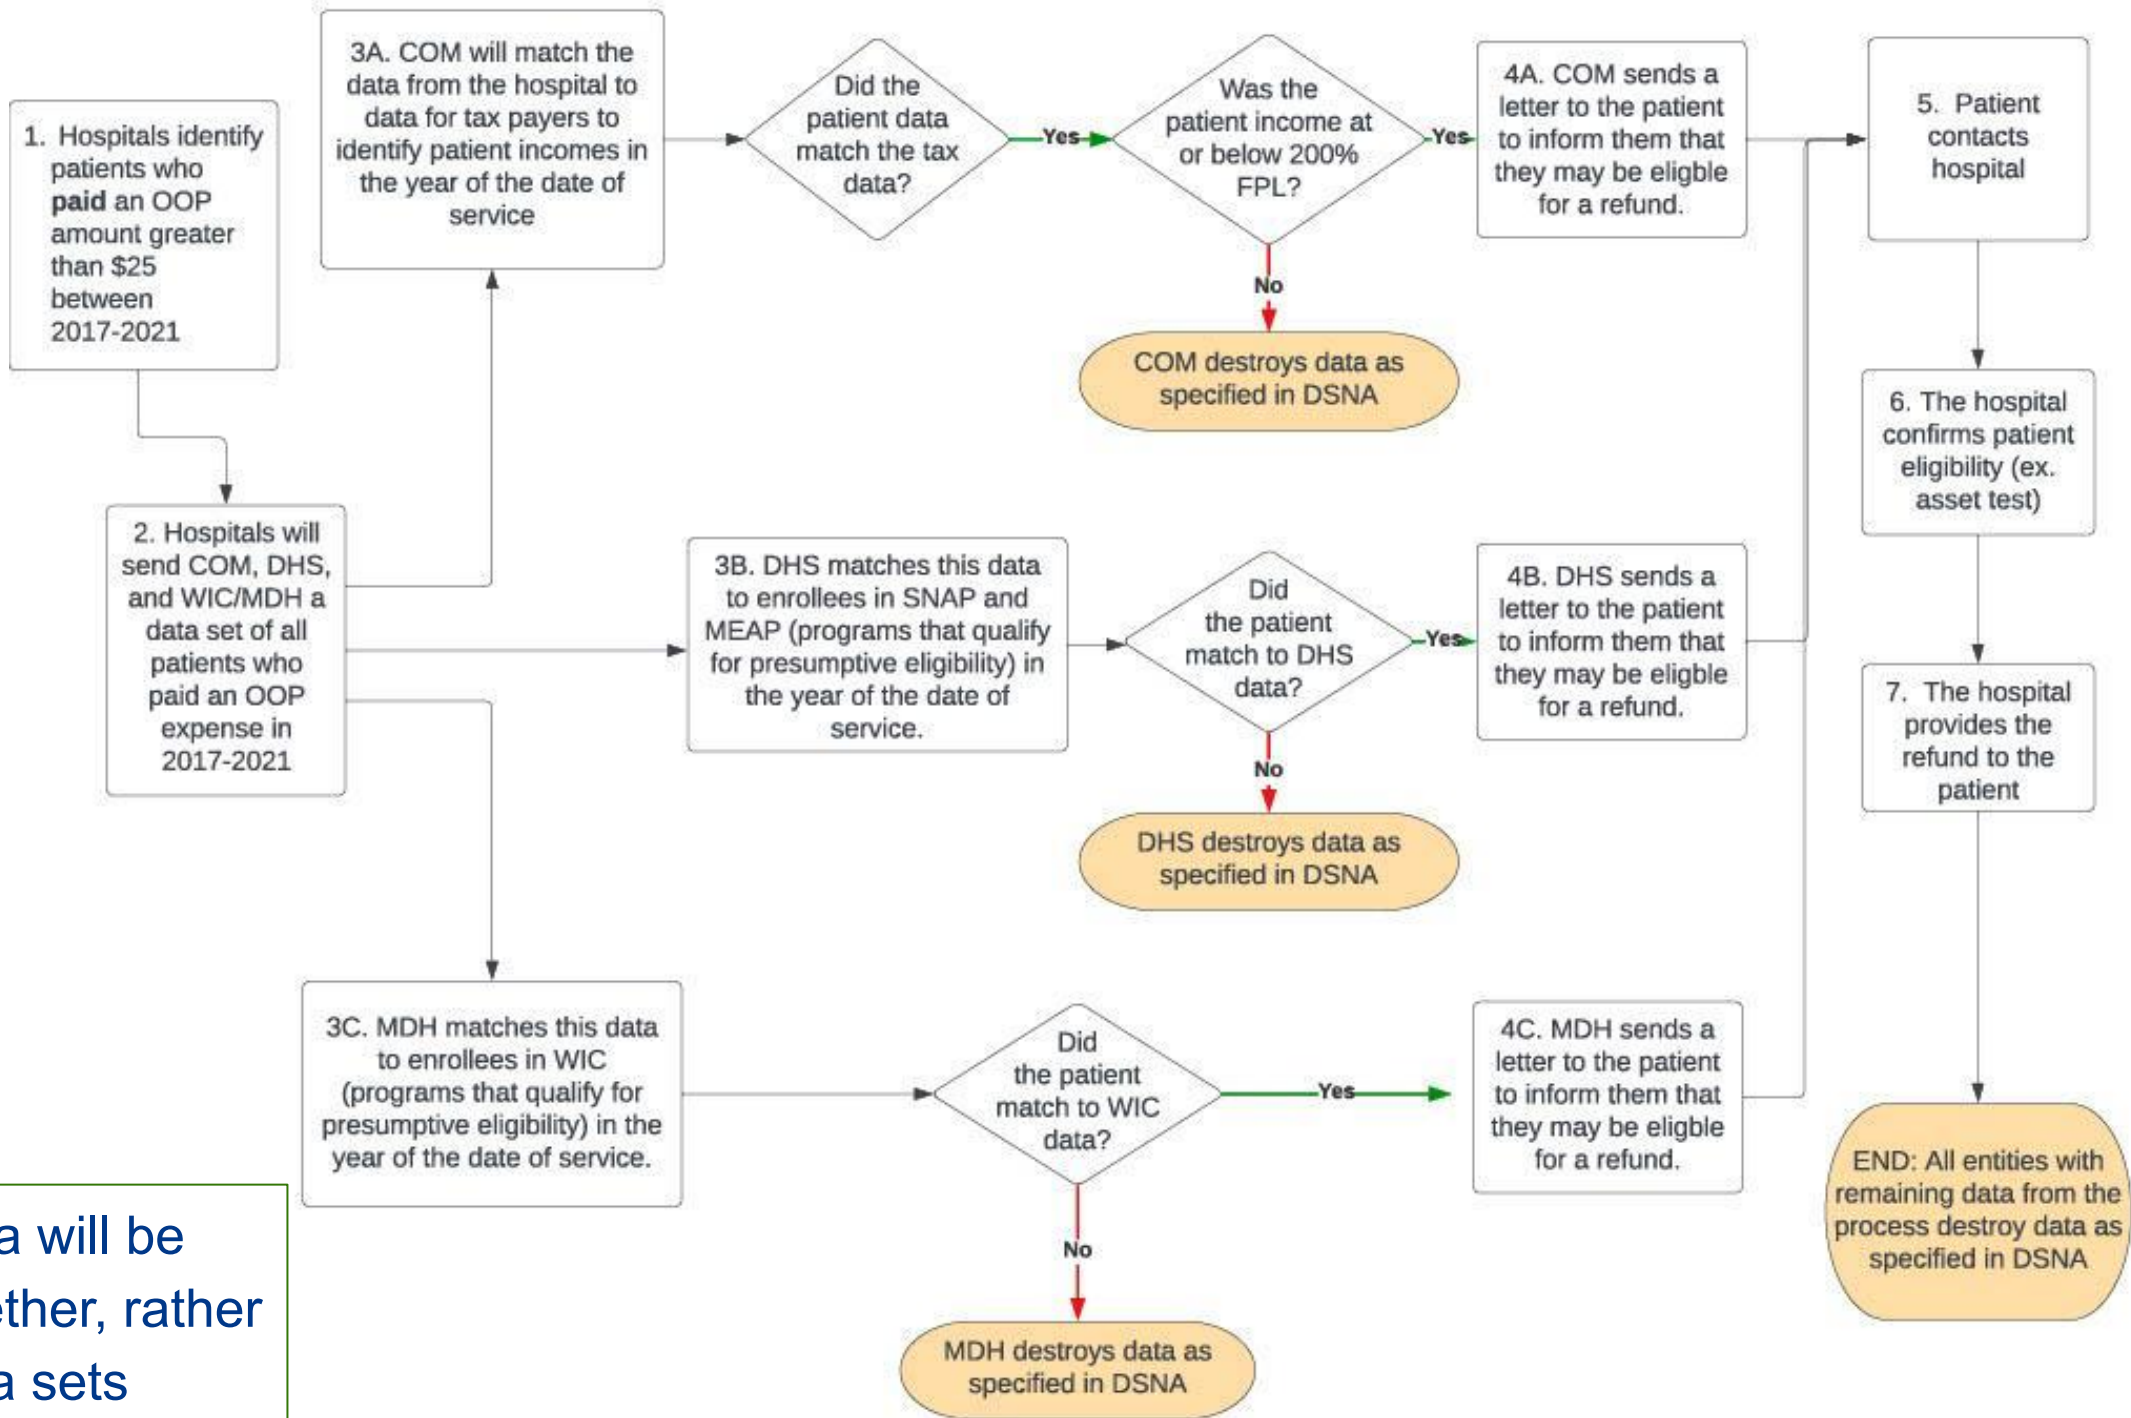 1. Hospitals identify
patients who
paid an OOP
amount greater
than $25
between
2017-2021
2. Hospitals will
send COM, DHS,
and WIC/MDH a
data set of all
patients who
paid an OOP
expense in
2017-2021
3A. COM will match the
data from the hospital to
data for tax payers to
identify patient incomes in
the year of the date of
service
Did the
patient data
match the tax
data?
Yes
Was the
patient income at
or below 200%
FPL?
Yes
No
COM destroys data as
specified in DSNA
4A. COM sends a
letter to the patient
to inform them that
they may be eligble
for a refund.
3B. DHS matches this data
to enrollees in SNAP and
MEAP (programs that qualify
for presumptive eligibility) in
the year of the date of
service.
Did
the patient
match to DHS
data?
Yes
No
DHS destroys data as
specified in DSNA
4B. DHS sends a
letter to the patient
to inform them that
they may be eligble
for a refund.
3C. MDH matches this data
to enrollees in WIC
(programs that qualify for
presumptive eligibility) in the
year of the date of service.
Did
the patient
match to WIC
data?
Yes
No
MDH destroys data as
specified in DSNA
4C. MDH sends a
letter to the patient
to inform them that
they may be eligble
for a refund.
5. Patient
contacts
hospital
6. The hospital
confirms patient
eligibility (ex.
asset test)
7. The hospital
provides the
refund to the
patient
END: All entities with
remaining data from the
process destroy data as
specified in DSNA
will be
rather
sets